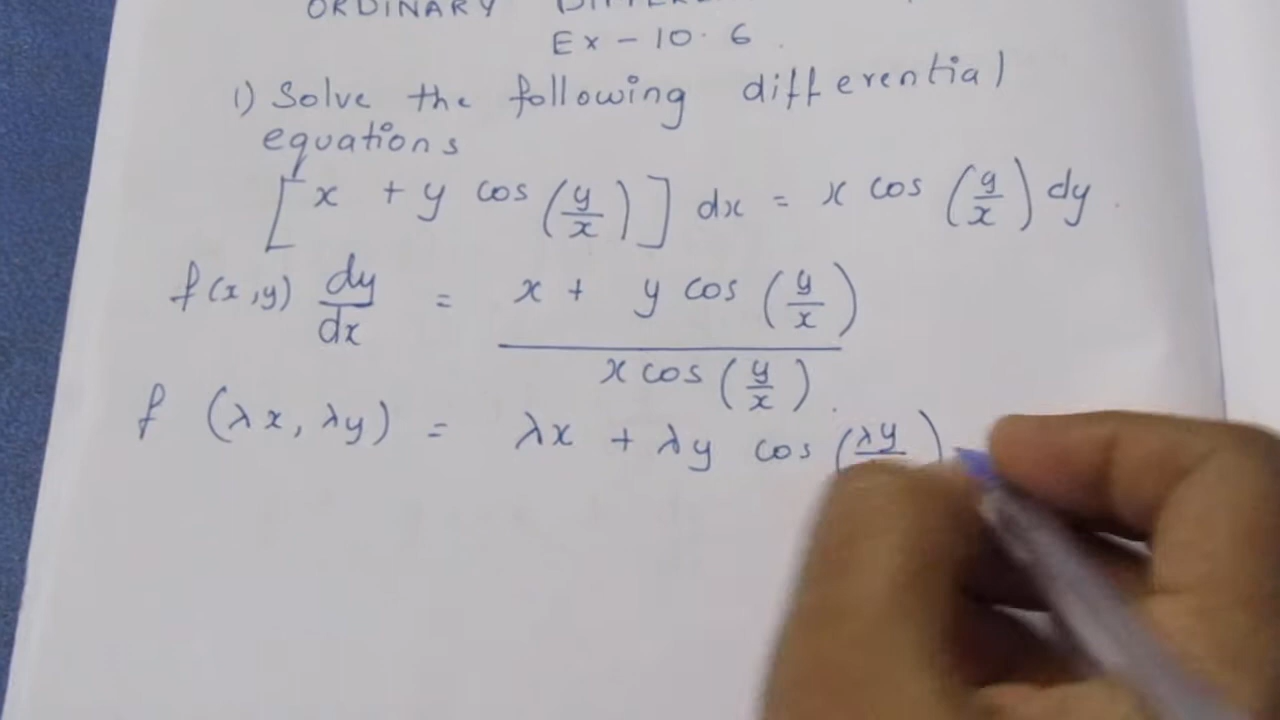 ORDINARY
Ex - 10.6
1) Solve the following differential
equations
[x + y cos (y/x)] dx = x cos (y/x) dy
f(x,y) dy/dx = x + y cos (y/x) / x cos (y/x)
f (λx, λy) = λx + λy cos (λy